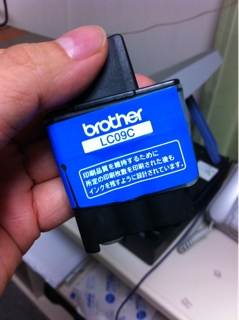 brother
LC09C
印刷品質を維持するために
所定の印刷枚数を印刷された後も
インクを残すように設計されています。